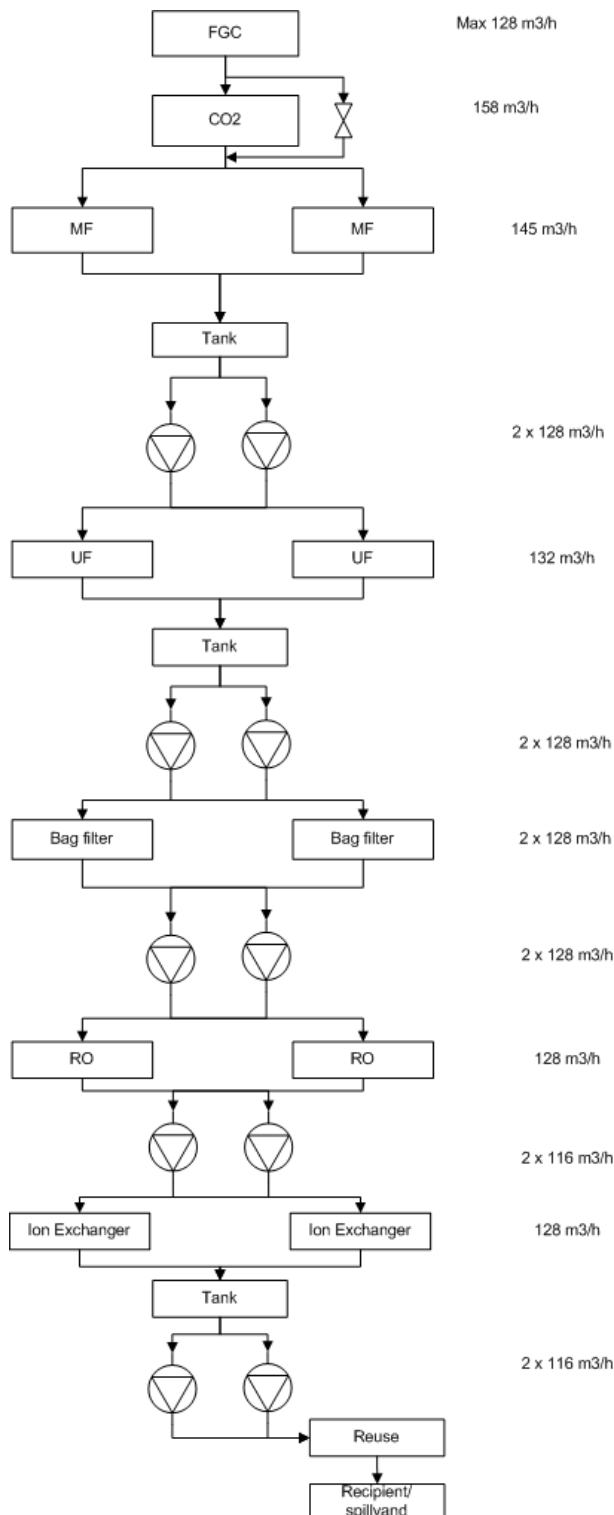 FGC
Max 128 m3/h
CO2
158 m3/h
MF
MF
145 m3/h
Tank
2 x 128 m3/h
UF
UF
132 m3/h
Tank
2 x 128 m3/h
Bag filter
Bag filter
2 x 128 m3/h
2 x 128 m3/h
RO
RO
128 m3/h
2 x 116 m3/h
Ion Exchanger
Ion Exchanger
128 m3/h
Tank
2 x 116 m3/h
Reuse
Recipient/
spillvand